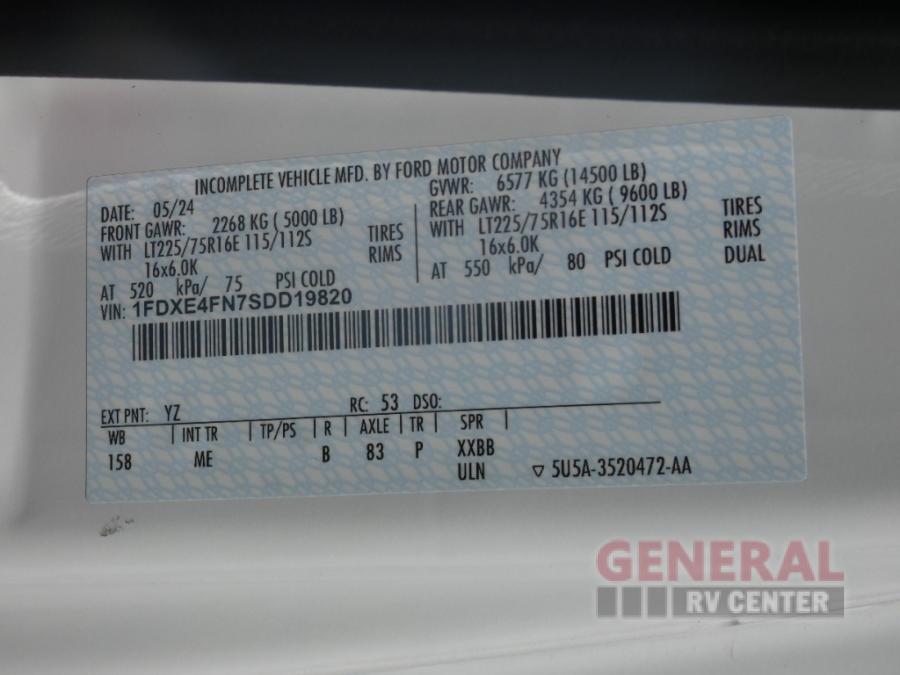 INCOMPLETE VEHICLE MFD. BY FORD MOTOR COMPANY
DATE: 05/24
FRONT GAWR: 2268 KG ( 5000 LB)
WITH LT225/75R16E 115/112S TIRES
16x6.0K RIMS
AT 520 kPa/ 75 PSI COLD
GVWR: 6577 KG (14500 LB)
REAR GAWR: 4354 KG ( 9600 LB)
WITH LT225/75R16E 115/112S TIRES
16x6.0K RIMS
AT 550 kPa/ 80 PSI COLD DUAL
VIN: 1FDXE4FN7SDD19820
EXT PNT: YZ RC: 53 DSO:
WB INT TR TP/PS R AXLE TR SPR
158 ME B 83 P XXBB
ULN ▽ 5U5A-3520472-AA
GENERAL
RV CENTER